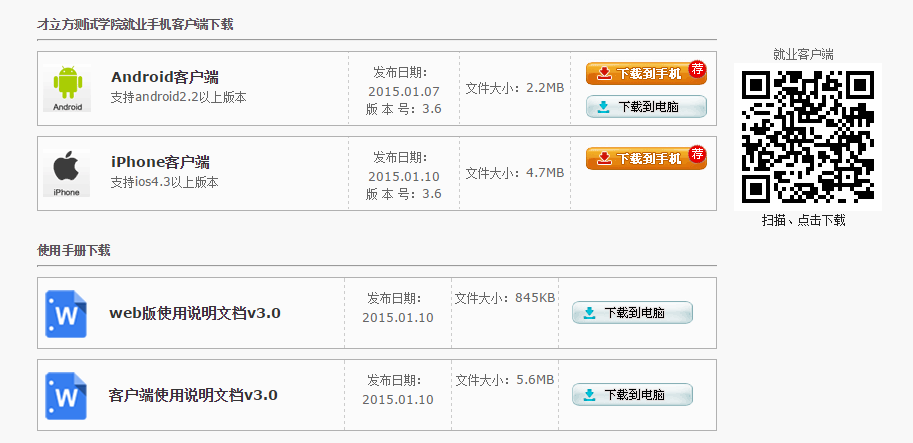 才立方测试学院就业手机客户端下载
Android
Android客户端
支持android2.2以上版本
发布日期：
2015.01.07
版 本 号：3.6
文件大小：2.2MB
下载到手机
荐
下载到电脑
iPhone
iPhone客户端
支持ios4.3以上版本
发布日期：
2015.01.10
版 本 号：3.6
文件大小：4.7MB
下载到手机
荐
就业客户端
扫描、点击下载
使用手册下载
W
web版使用说明文档v3.0
发布日期：
2015.01.10
文件大小：845KB
下载到电脑
W
客户端使用说明文档v3.0
发布日期：
2015.01.10
文件大小：5.6MB
下载到电脑